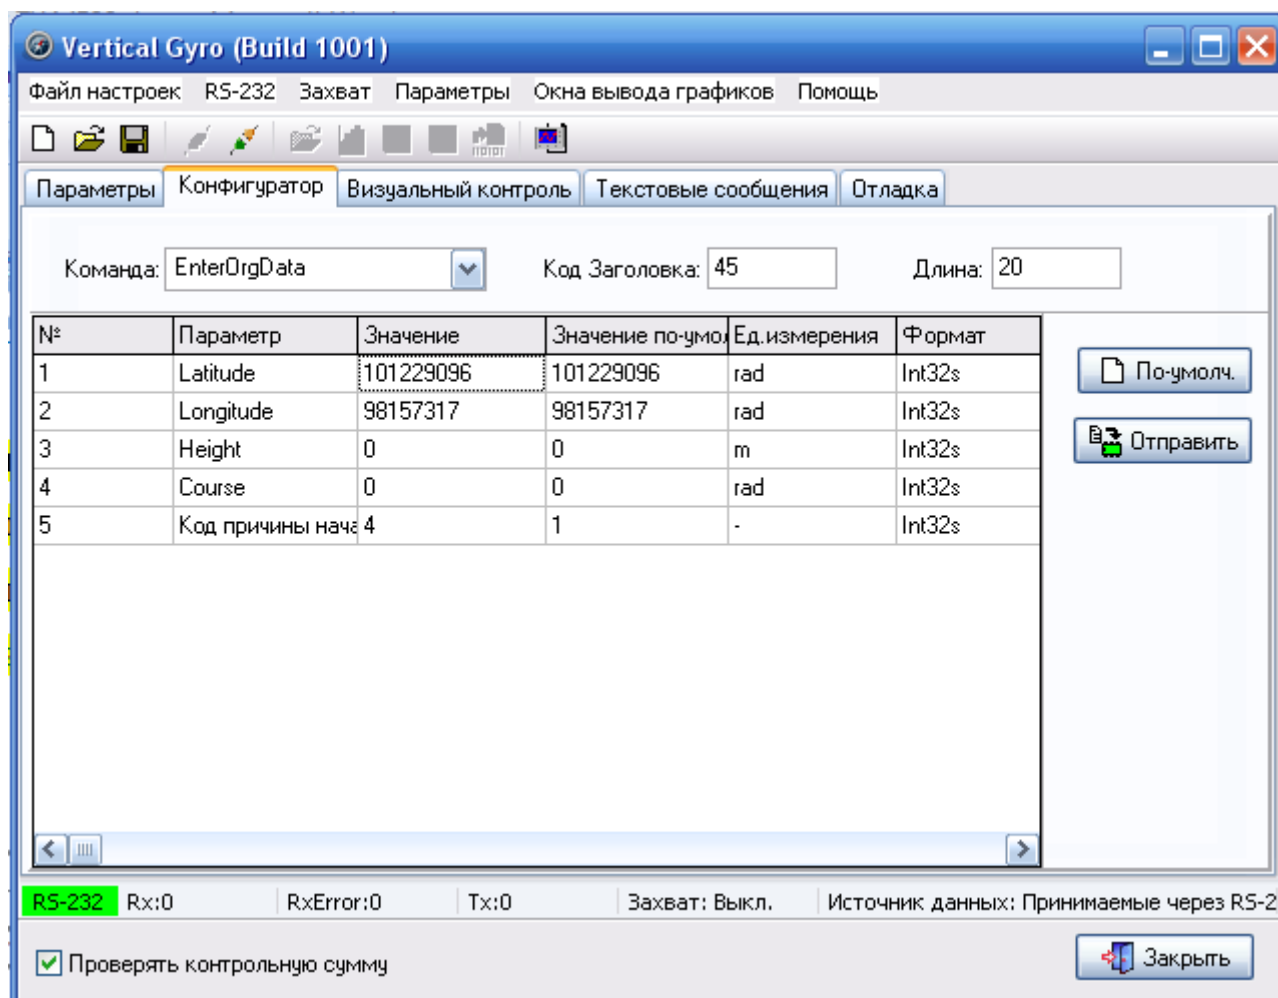 Vertical Gyro (Build 1001)
Файл настроек RS-232 Захват Параметры Окна вывода графиков Помощь
Параметры Конфигуратор Визуальный контроль Текстовые сообщения Отладка
Команда: EnterOrgData Код Заголовка: 45 Длина: 20
№ Параметр Значение Значение по-умол Ед.измерения Формат
1 Latitude 101229096 101229096 rad Int32s
По-умолч.
2 Longitude 98157317 98157317 rad Int32s
Отправить
3 Height 0 0 m Int32s
4 Course 0 0 rad Int32s
5 Код причины нача 4 1 - Int32s
RS-232 Rx:0 RxError:0 Tx:0 Захват: Выкл. Источник данных: Принимаемые через RS-2
Проверять контрольную сумму Закрыть